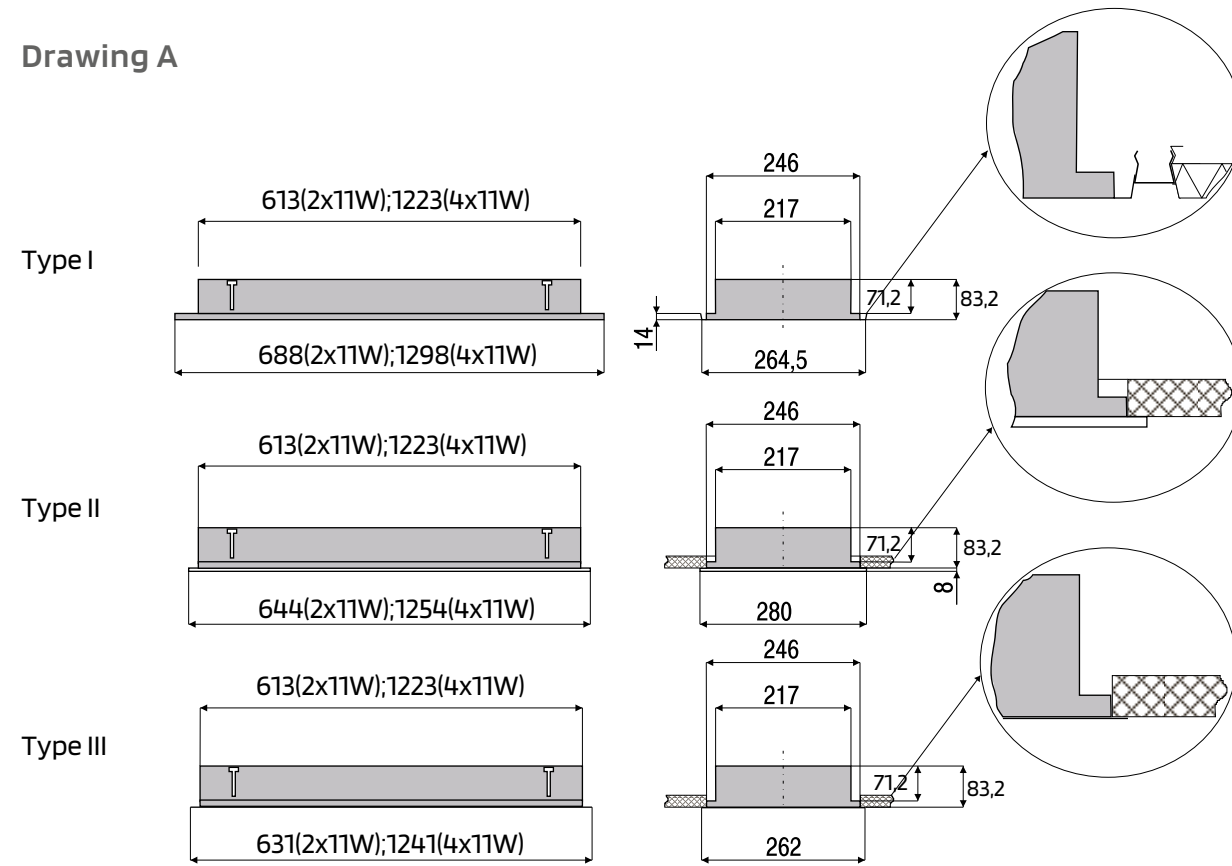 Drawing A
Type I
613(2x11W);1223(4x11W)
688(2x11W);1298(4x11W)
246
217
71,2
83,2
14
264,5
Type II
613(2x11W);1223(4x11W)
644(2x11W);1254(4x11W)
246
217
71,2
83,2
8
280
Type III
613(2x11W);1223(4x11W)
631(2x11W);1241(4x11W)
246
217
71,2
83,2
262